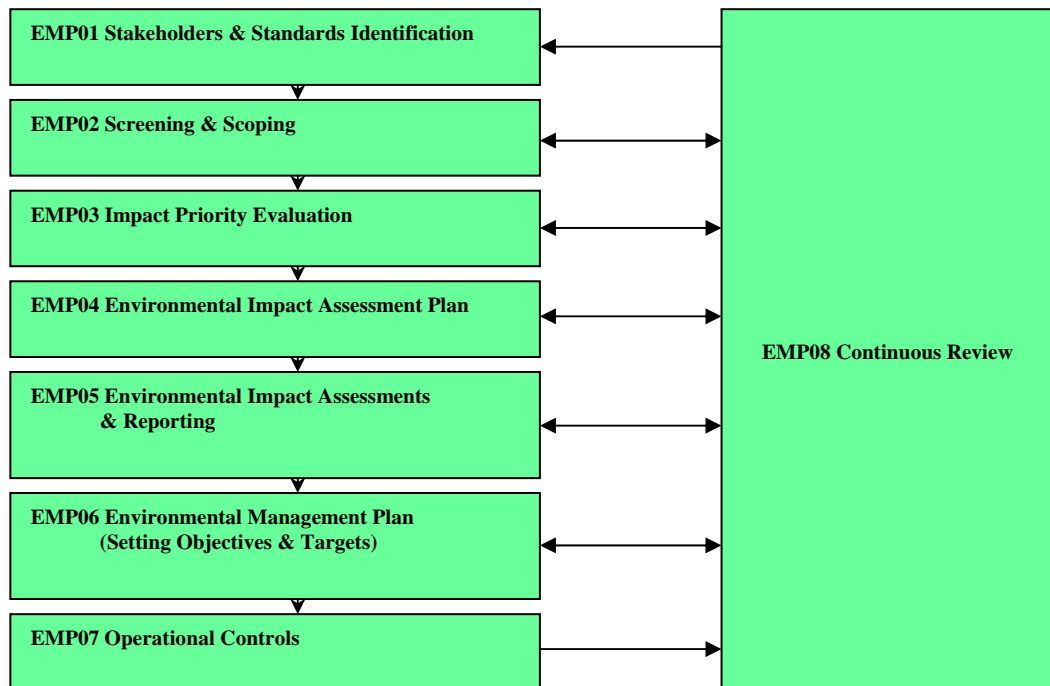 EMP01 Stakeholders & Standards Identification
EMP02 Screening & Scoping
EMP03 Impact Priority Evaluation
EMP04 Environmental Impact Assessment Plan
EMP05 Environmental Impact Assessments
& Reporting
EMP06 Environmental Management Plan
(Setting Objectives & Targets)
EMP07 Operational Controls
EMP08 Continuous Review